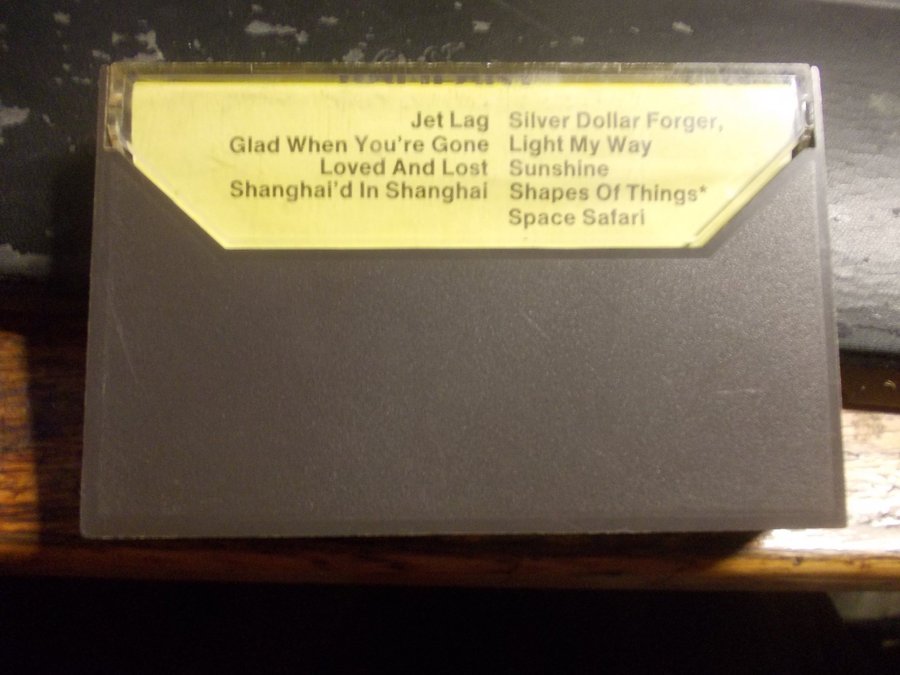 Jet Lag
Glad When You're Gone
Loved And Lost
Shanghai'd In Shanghai
Silver Dollar Forger,
Light My Way
Sunshine
Shapes Of Things*
Space Safari